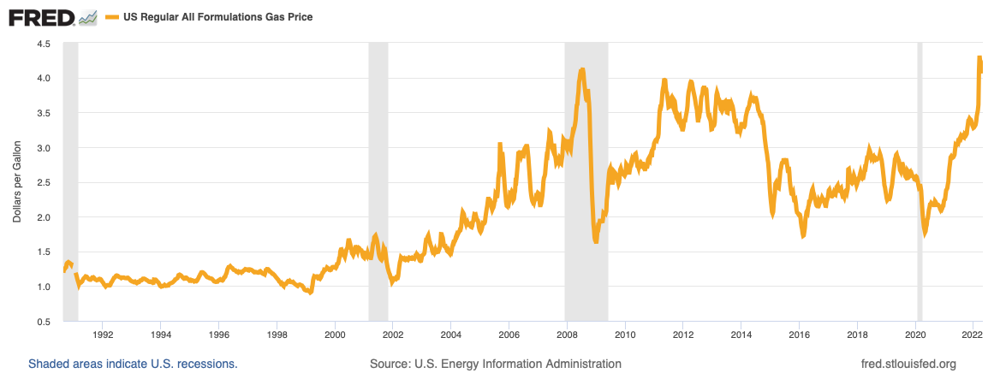 FRED
US Regular All Formulations Gas Price
Dollars per Gallon
4.5
4.0
3.5
3.0
2.5
2.0
1.5
1.0
0.5
1992 1994 1996 1998 2000 2002 2004 2006 2008 2010 2012 2014 2016 2018 2020 2022
Shaded areas indicate U.S. recessions.
Source: U.S. Energy Information Administration
fred.stlouisfed.org